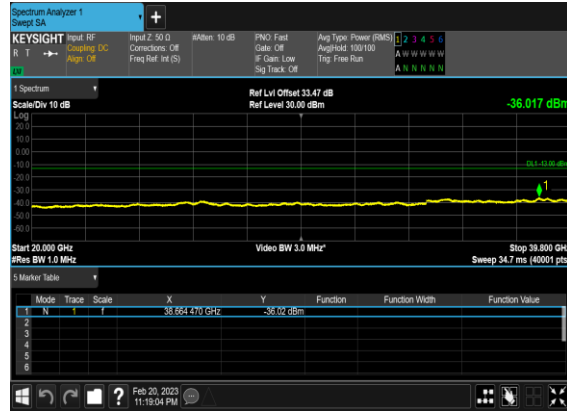 Spectrum Analyzer 1
Swept SA
+
KEYSIGHT Input: RF Input Z: 50 Ω #Atten: 10 dB PNO: Fast Avg Type: Power (RMS) 1 2 3 4 5 6
R T Coupling: DC Corrections: Off Gate: Off Avg|Hold: 100/100 A W W W W W
Align: Off Freq Ref: Int (S) IF Gain: Low Trig: Free Run
Sig Track: Off A N N N N N
1 Spectrum
Ref Lvl Offset 33.47 dB
Scale/Div 10 dB Ref Level 30.00 dBm -36.017 dBm
Log
20.0
10.0
0.00
-10.0
DL1 -13.00 dBm
-20.0
-30.0
1
-40.0
-50.0
-60.0
Start 20.000 GHz Video BW 3.0 MHz* Stop 39.800 GHz
#Res BW 1.0 MHz Sweep 34.7 ms (40001 pts)
5 Marker Table
Mode Trace Scale X Y Function Function Width Function Value
1 N 1 f 38.664 470 GHz -36.02 dBm
2
3
4
5
6
? Feb 20, 2023
11:19:04 PM